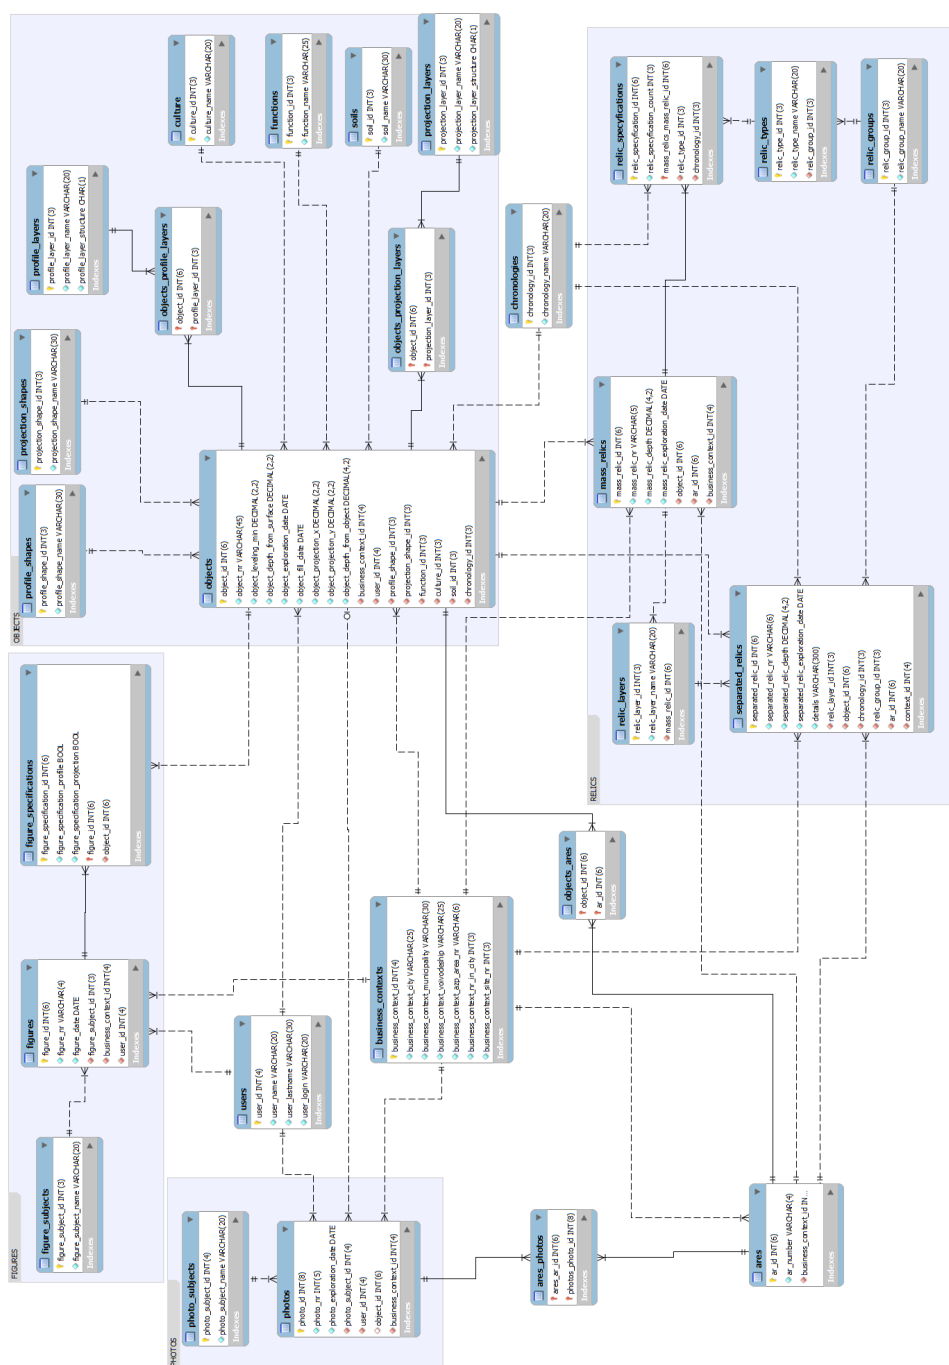 FIGURES
figure_subjects
figure_subject_id INT(3)
figure_subject_name VARCHAR(20)
Indexes
figures
figure_id INT(6)
figure_nr VARCHAR(4)
figure_date DATE
figure_subject_id INT(3)
business_context_id INT(4)
user_id INT(4)
Indexes
figure_specifications
figure_specification_id INT(6)
figure_specification_profile BOOL
figure_specification_projection BOOL
figure_id INT(6)
object_id INT(6)
Indexes
OBJECTS
profile_shapes
profile_shape_id INT(3)
profile_shape_name VARCHAR(30)
Indexes
projection_shapes
projection_shape_id INT(3)
projection_shape_name VARCHAR(30)
Indexes
profile_layers
profile_layer_id INT(3)
profile_layer_name VARCHAR(20)
profile_layer_structure CHAR(1)
Indexes
objects_profile_layers
object_id INT(6)
profile_layer_id INT(3)
Indexes
culture
culture_id INT(3)
culture_name VARCHAR(20)
Indexes
functions
function_id INT(3)
function_name VARCHAR(25)
Indexes
soils
soil_id INT(3)
soil_name VARCHAR(30)
Indexes
projection_layers
projection_layer_id INT(3)
projection_layer_name VARCHAR(20)
projection_layer_structure CHAR(1)
Indexes
objects_projection_layers
object_id INT(6)
projection_layer_id INT(3)
Indexes
objects
object_id INT(6)
object_nr VARCHAR(45)
object_leveling_min DECIMAL(2,2)
object_depth_from_surface DECIMAL(2,2)
object_exploration_date DATE
object_fill_date DATE
object_projection_x DECIMAL(2,2)
object_projection_y DECIMAL(2,2)
object_depth_from_object DECIMAL(4,2)
business_context_id INT(4)
user_id INT(4)
profile_shape_id INT(3)
projection_shape_id INT(3)
function_id INT(3)
culture_id INT(3)
soil_id INT(3)
chronology_id INT(3)
Indexes
users
user_id INT(4)
user_name VARCHAR(20)
user_lastname VARCHAR(30)
user_login VARCHAR(20)
Indexes
PHOTOS
photo_subjects
photo_subject_id INT(4)
photo_subject_name VARCHAR(20)
Indexes
photos
photo_id INT(8)
photo_nr INT(5)
photo_exploration_date DATE
photo_subject_id INT(4)
user_id INT(4)
object_id INT(6)
business_context_id INT(4)
Indexes
business_contexts
business_context_id INT(4)
business_context_city VARCHAR(25)
business_context_municipality VARCHAR(30)
business_context_voivodeship VARCHAR(25)
business_context_azp_area_nr VARCHAR(6)
business_context_nr_in_city INT(3)
business_context_site_nr INT(3)
Indexes
chronologies
chronology_id INT(3)
chronology_name VARCHAR(20)
Indexes
ares_photos
ares_ar_id INT(6)
photos_photo_id INT(8)
Indexes
objects_ares
object_id INT(6)
ar_id INT(6)
Indexes
ares
ar_id INT(6)
ar_number VARCHAR(4)
business_context_id IN...
Indexes
RELICS
relic_layers
relic_layer_id INT(3)
relic_layer_name VARCHAR(20)
mass_relic_id INT(6)
Indexes
mass_relics
mass_relic_id INT(6)
mass_relic_nr VARCHAR(5)
mass_relic_depth DECIMAL(4,2)
mass_relic_exploration_date DATE
object_id INT(6)
ar_id INT(6)
business_context_id INT(4)
Indexes
relic_specyfications
relic_specyfication_id INT(6)
relic_specyfication_count INT(3)
mass_relics_mass_relic_id INT(6)
relic_type_id INT(3)
chronology_id INT(3)
Indexes
relic_types
relic_type_id INT(3)
relic_type_name VARCHAR(20)
relic_group_id INT(3)
Indexes
relic_groups
relic_group_id INT(3)
relic_group_name VARCHAR(20)
Indexes
separated_relics
separated_relic_id INT(6)
separated_relic_nr VARCHAR(6)
separated_relic_depth DECIMAL(4,2)
separated_relic_exploration_date DATE
details VARCHAR(300)
relic_layer_id INT(3)
object_id INT(6)
chronology_id INT(3)
relic_group_id INT(3)
ar_id INT(6)
context_id INT(4)
Indexes